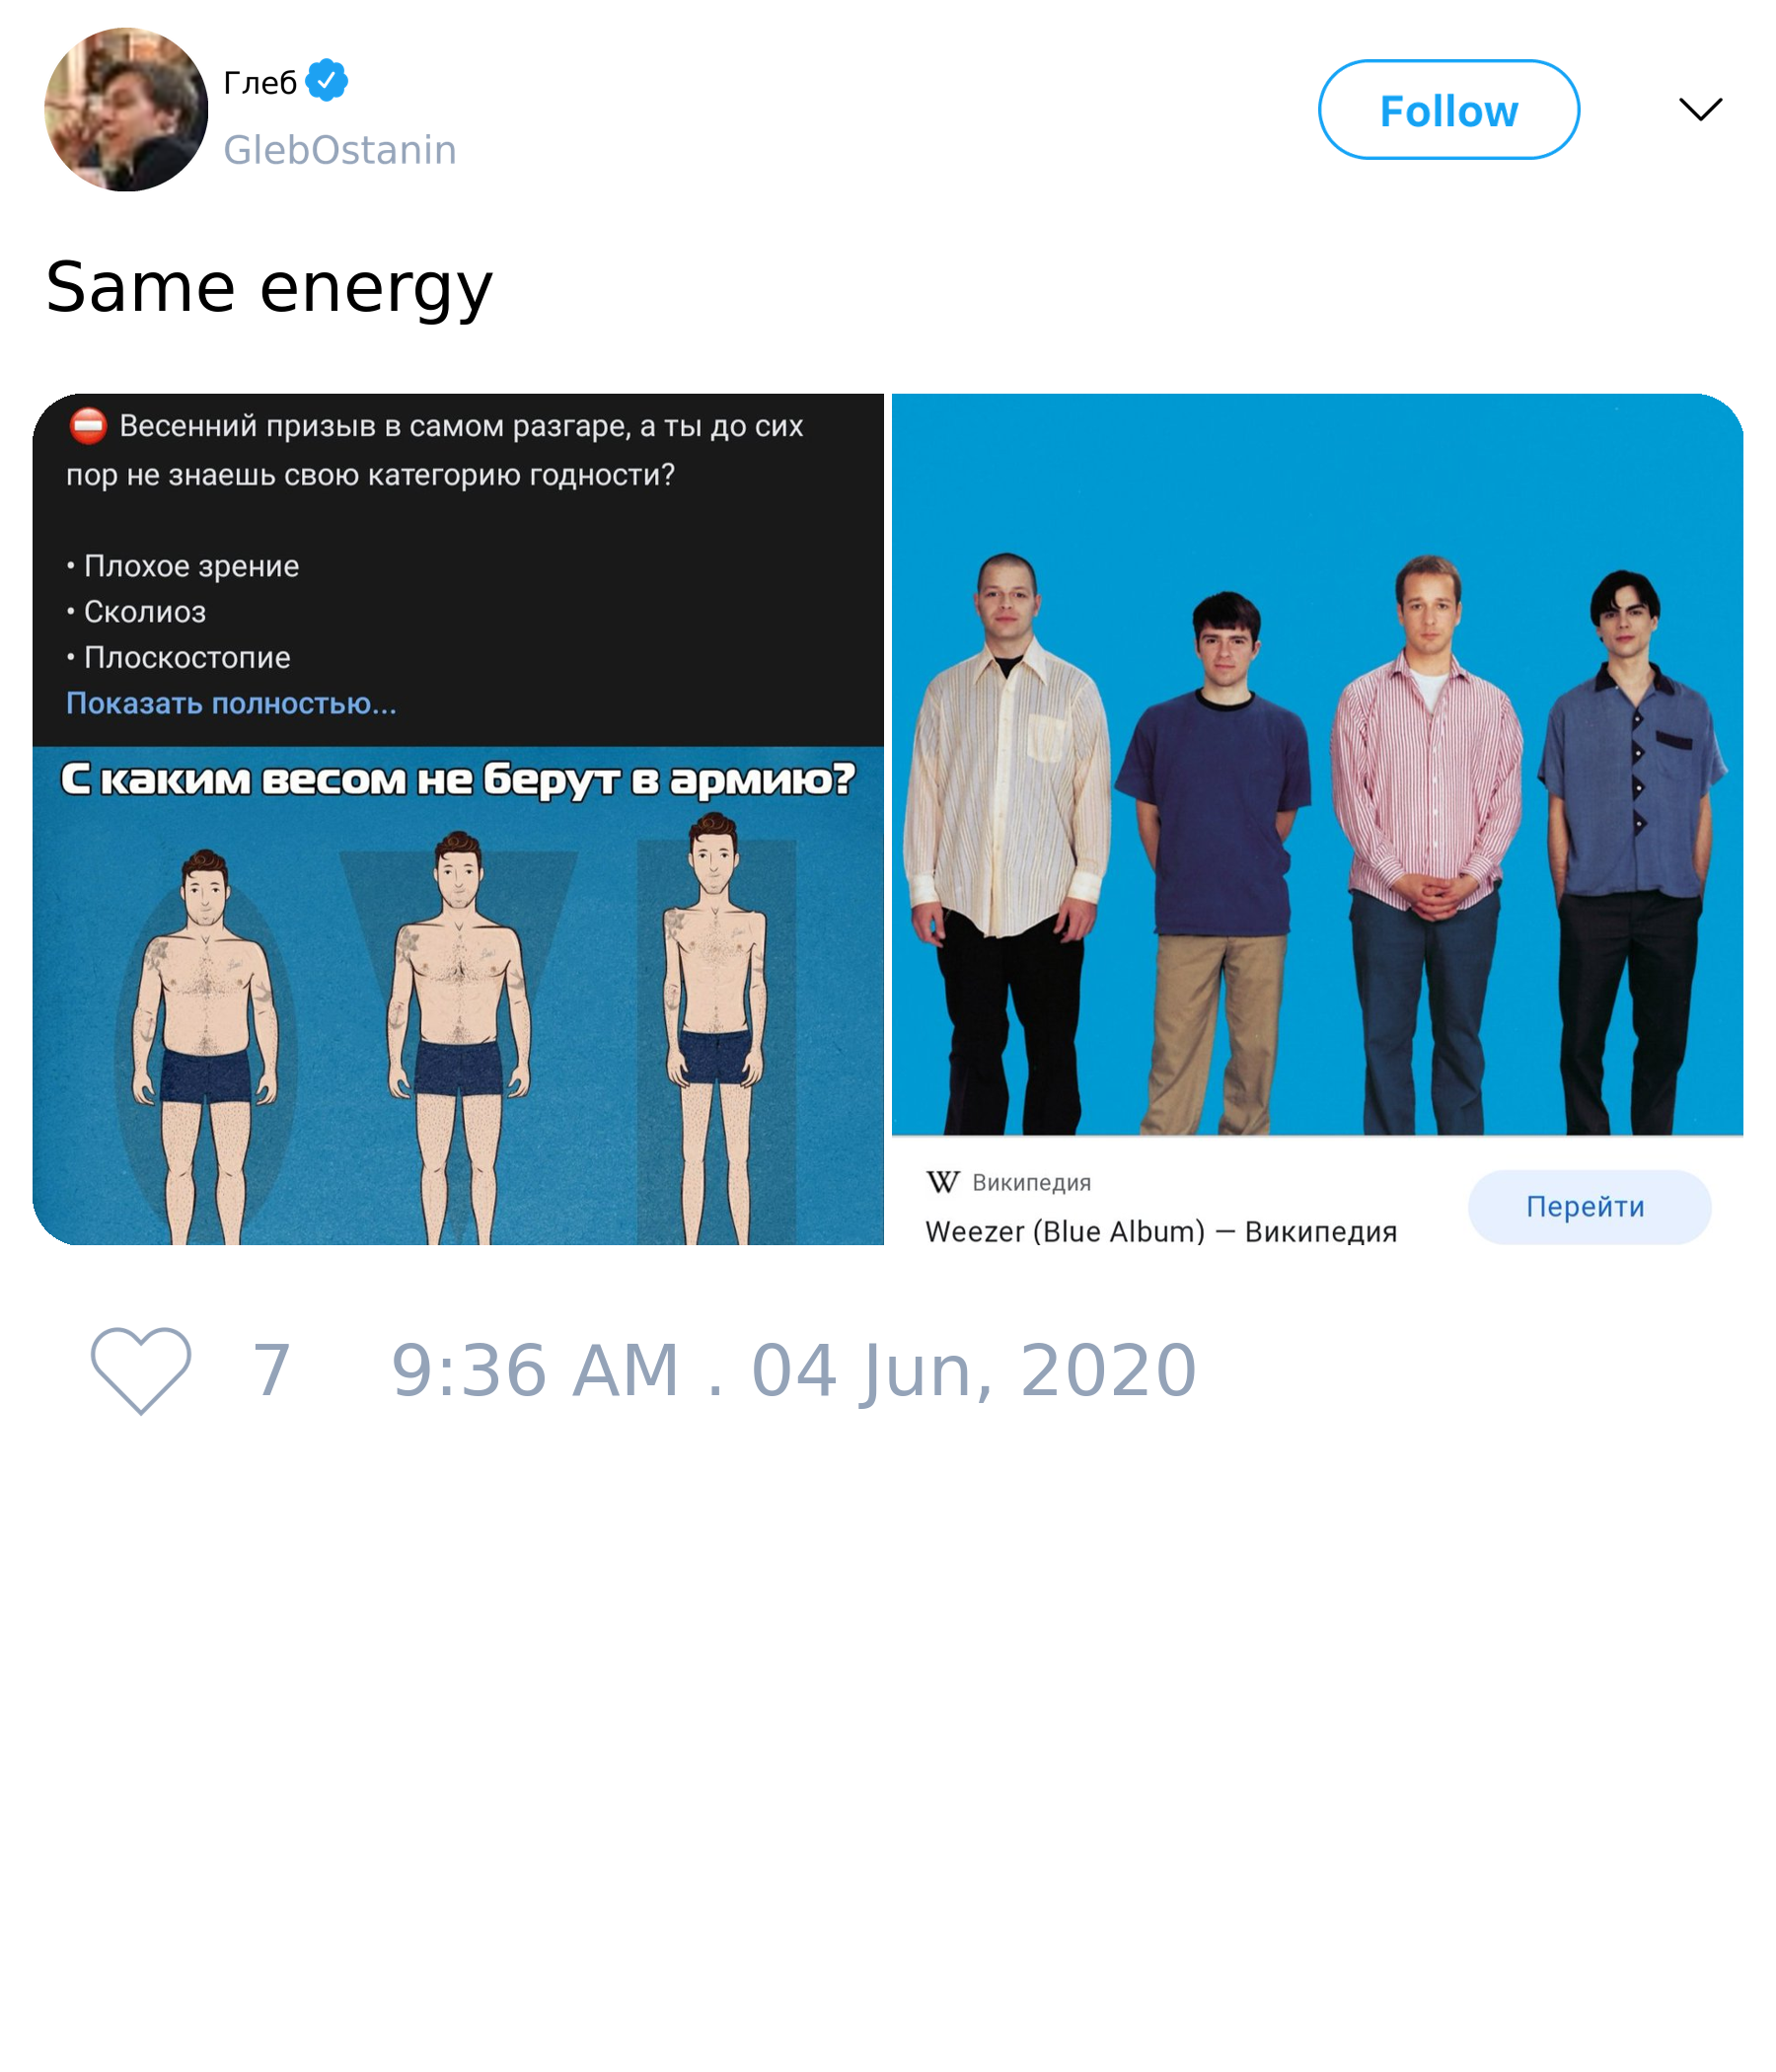 Глеб
GlebOstanin
Follow
Same energy
Весенний призыв в самом разгаре, а ты до сих
пор не знаешь свою категорию годности?
• Плохое зрение
• Сколиоз
• Плоскостопие
Показать полностью...
С каким весом не берут в армию?
W Википедия
Weezer (Blue Album) — Википедия
Перейти
7 9:36 AM . 04 Jun, 2020